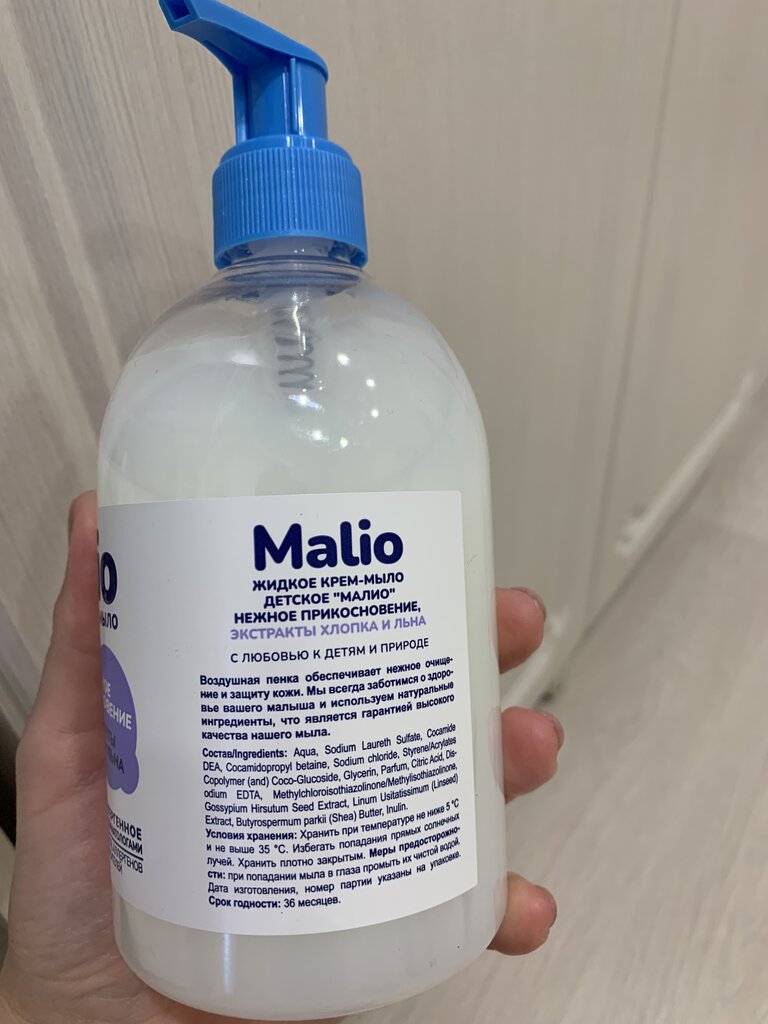 Malio
ЖИДКОЕ КРЕМ-МЫЛО
ДЕТСКОЕ "МАЛИО"
НЕЖНОЕ ПРИКОСНОВЕНИЕ,
ЭКСТРАКТЫ ХЛОПКА И ЛЬНА
С ЛЮБОВЬЮ К ДЕТЯМ И ПРИРОДЕ
Воздушная пенка обеспечивает нежное очище-
ние и защиту кожи. Мы всегда заботимся о здоро-
вье вашего малыша и используем натуральные
ингредиенты, что является гарантией высокого
качества нашего мыла.
Состав/Ingredients: Aqua, Sodium Laureth Sulfate, Cocamide
DEA, Cocamidopropyl betaine, Sodium chloride, Styrene/Acrylates
Copolymer (and) Coco-Glucoside, Glycerin, Parfum, Citric Acid, Dis-
odium EDTA, Methylchloroisothiazolinone/Methylisothiazolinone,
Gossypium Hirsutum Seed Extract, Linum Usitatissimum (Linseed)
Extract, Butyrospermum parkii (Shea) Butter, Inulin.
Условия хранения: Хранить при температуре не ниже 5 °C
и не выше 35 °C. Избегать попадания прямых солнечных
лучей. Хранить плотно закрытым. Меры предосторожно-
сти: при попадании мыла в глаза промыть их чистой водой.
Дата изготовления, номер партии указаны на упаковке.
Срок годности: 36 месяцев.